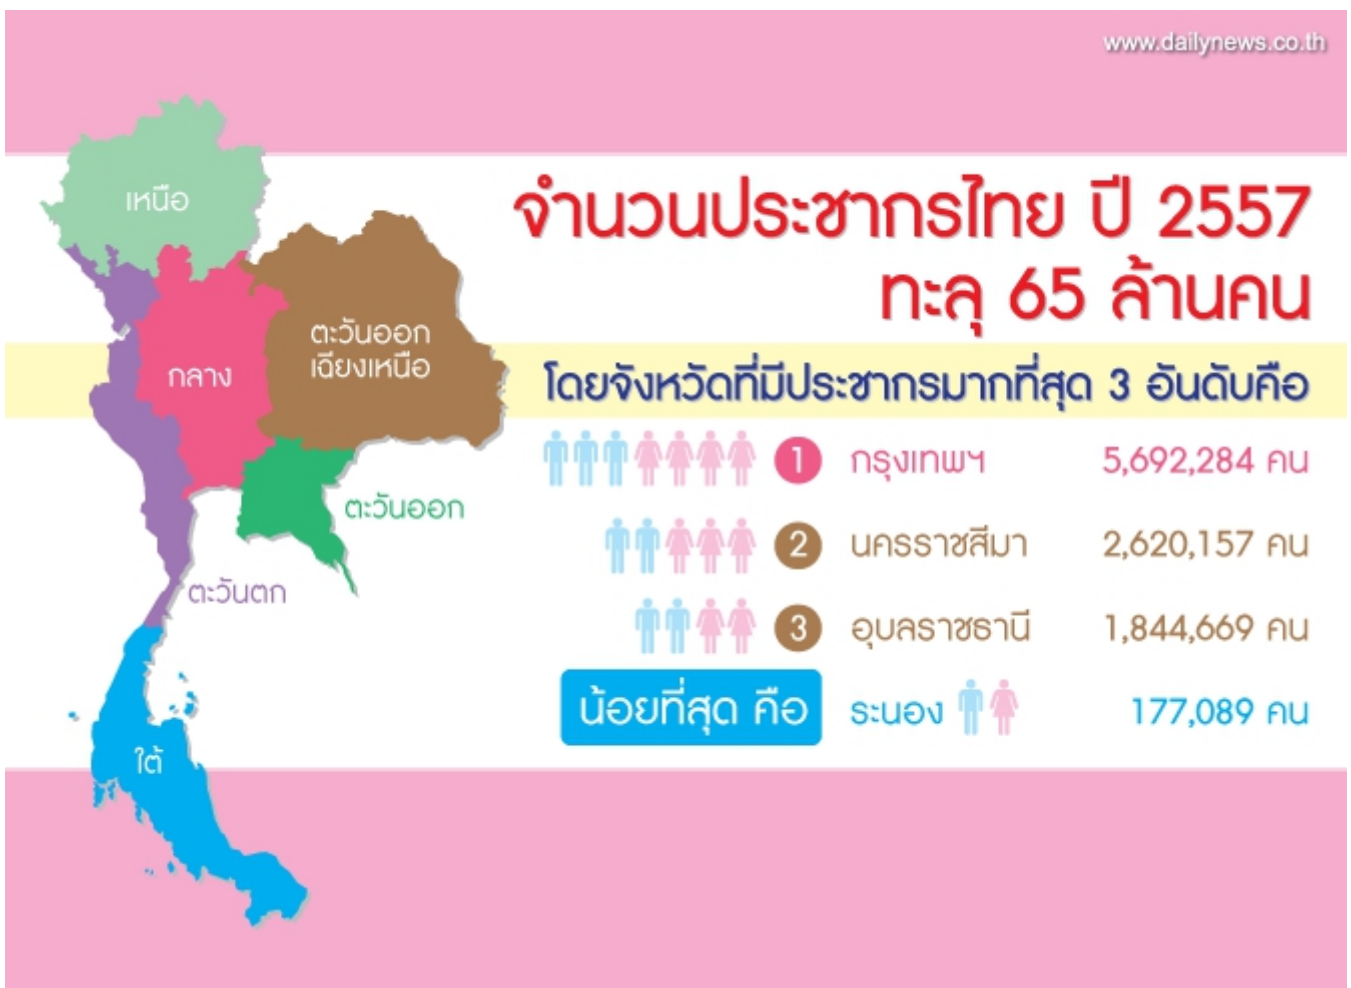 www.dailynews.co.th
จำนวนประชากรไทย ปี 2557
ทะลุ 65 ล้านคน
โดยจังหวัดที่มีประชากรมากที่สุด 3 อันดับคือ
1 กรุงเทพฯ 5,692,284 คน
2 นครราชสีมา 2,620,157 คน
3 อุบลราชธานี 1,844,669 คน
น้อยที่สุด คือ ระนอง 177,089 คน
เหนือ
ตะวันออก
เฉียงเหนือ
กลาง
ตะวันออก
ตะวันตก
ใต้